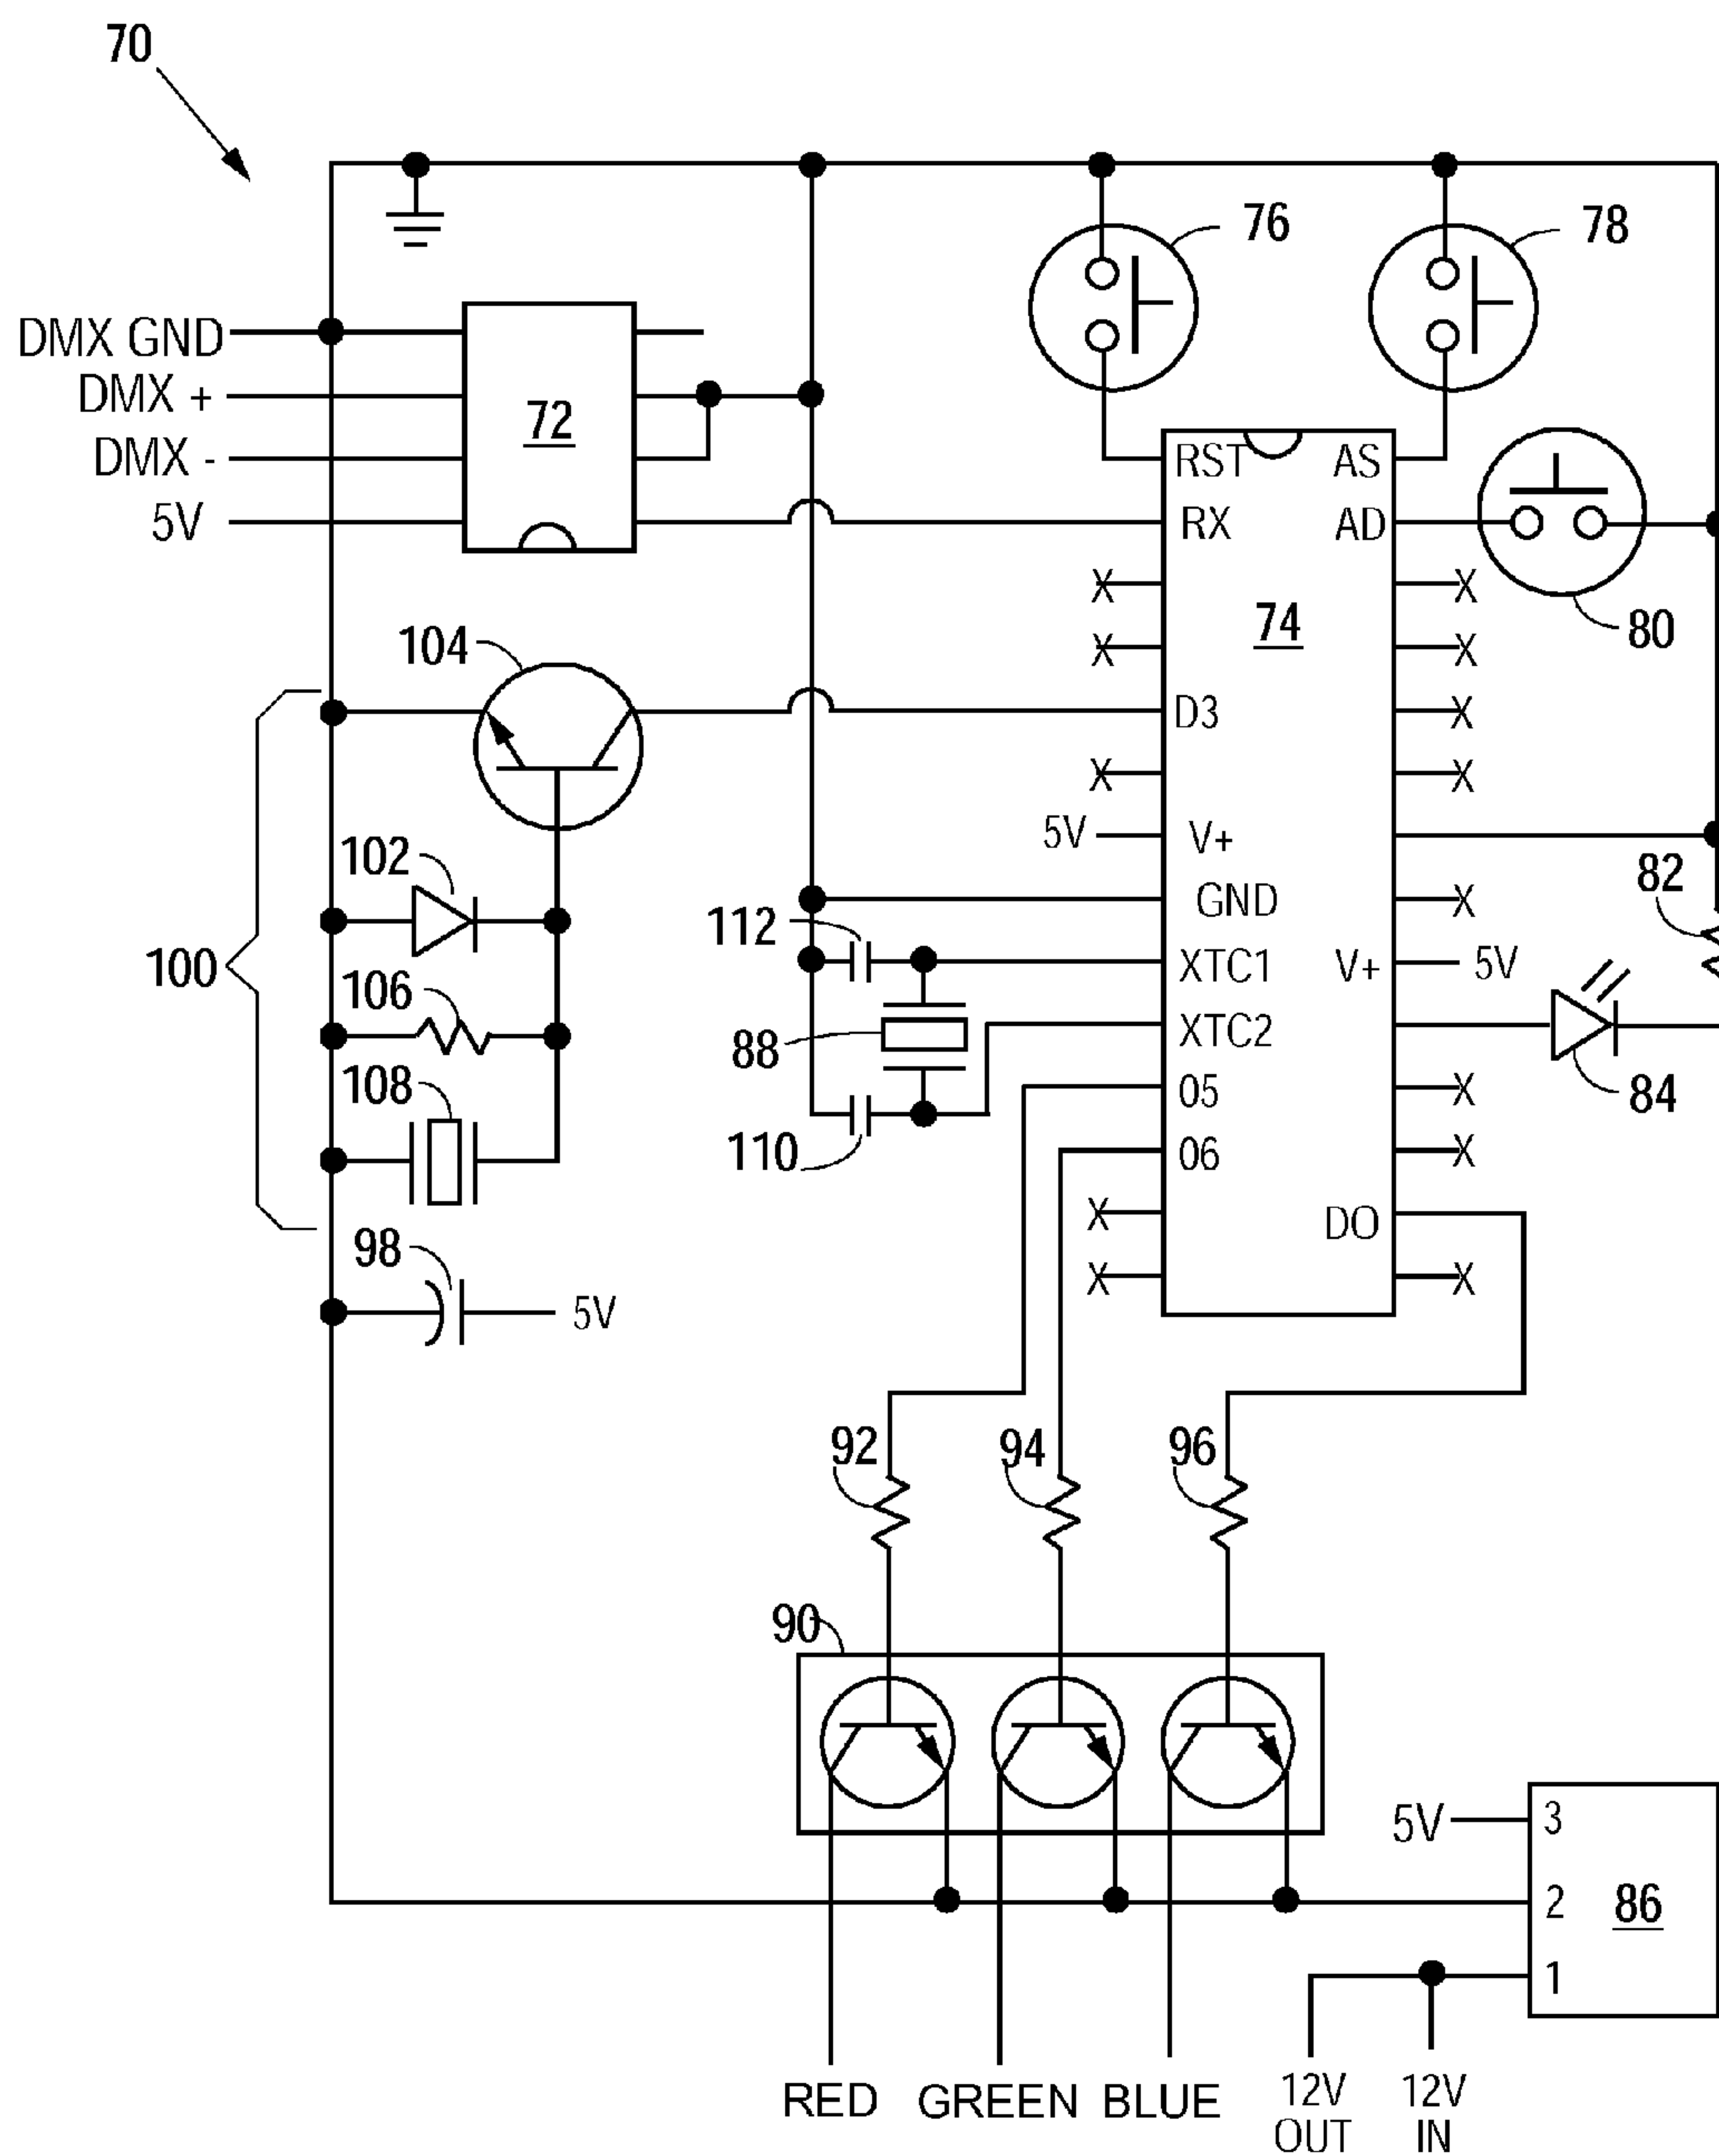 70
76
78
DMX GND
DMX +
72
DMX -
RST
AS
5V
RX
AD
74
80
104
D3
5V
V+
102
82
GND
112
100
XTC1
V+
5V
106
88
XTC2
108
05
84
110
06
98
DO
5V
92
94
96
90
5V
3
2
86
1
RED
GREEN
BLUE
12V
OUT
12V
IN
X
X
X
X
X
X
X
X
X
X
X
X
X
X